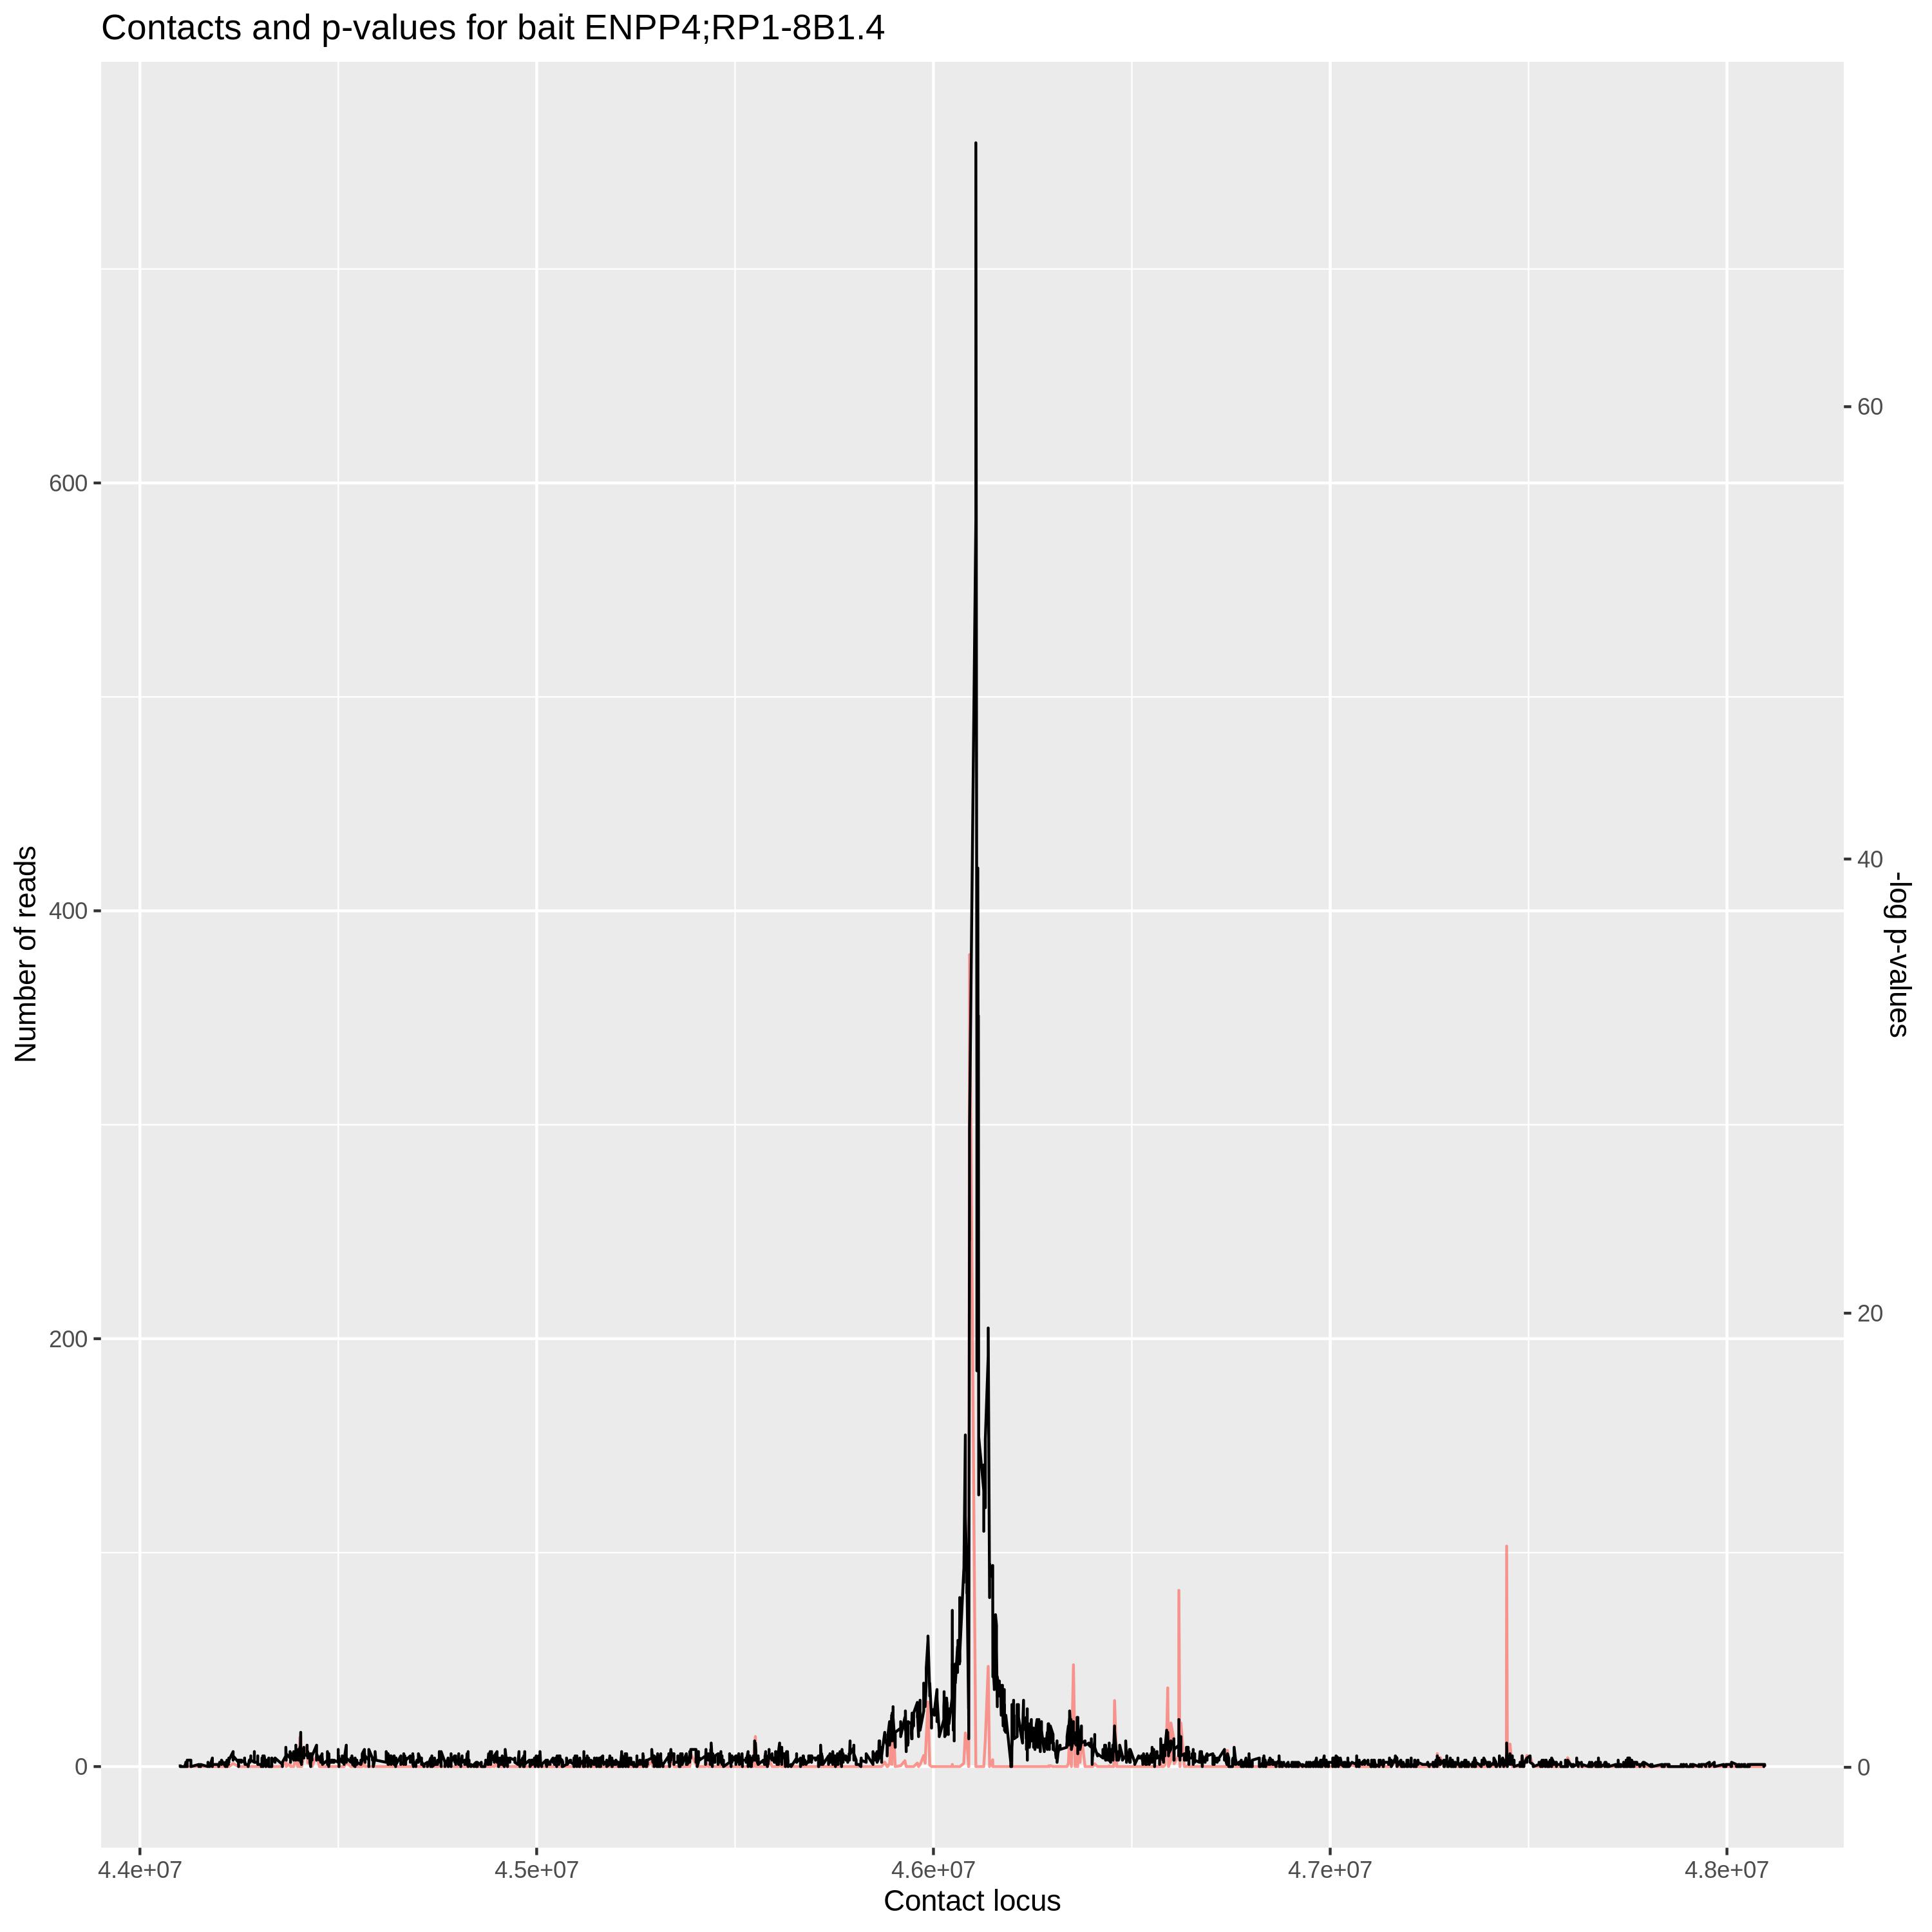 Contacts and p-values for bait ENPP4;RP1-8B1.4
Number of reads
600
400
200
0
60
40
20
0
-log p-values
4.4e+07
4.5e+07
4.6e+07
4.7e+07
4.8e+07
Contact locus